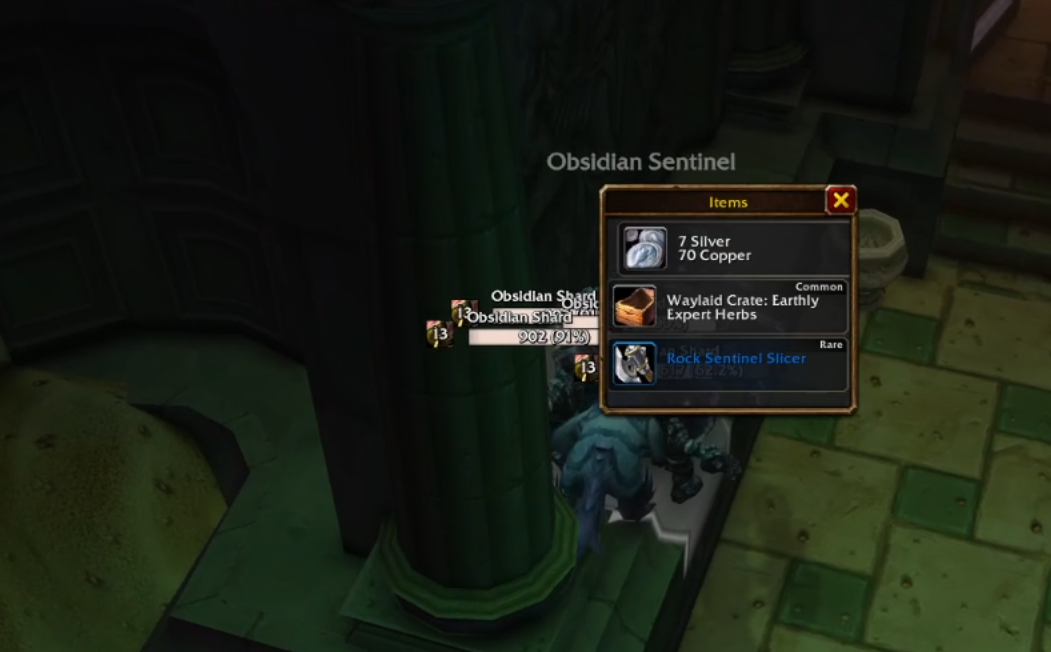 Obsidian Sentinel
Items
7 Silver
70 Copper
Common
Waylaid Crate: Earthly
Expert Herbs
Rare
Rock Sentinel Slicer
Obsidian Shard
13
Obsidian Shard
13
902 (91%)
13